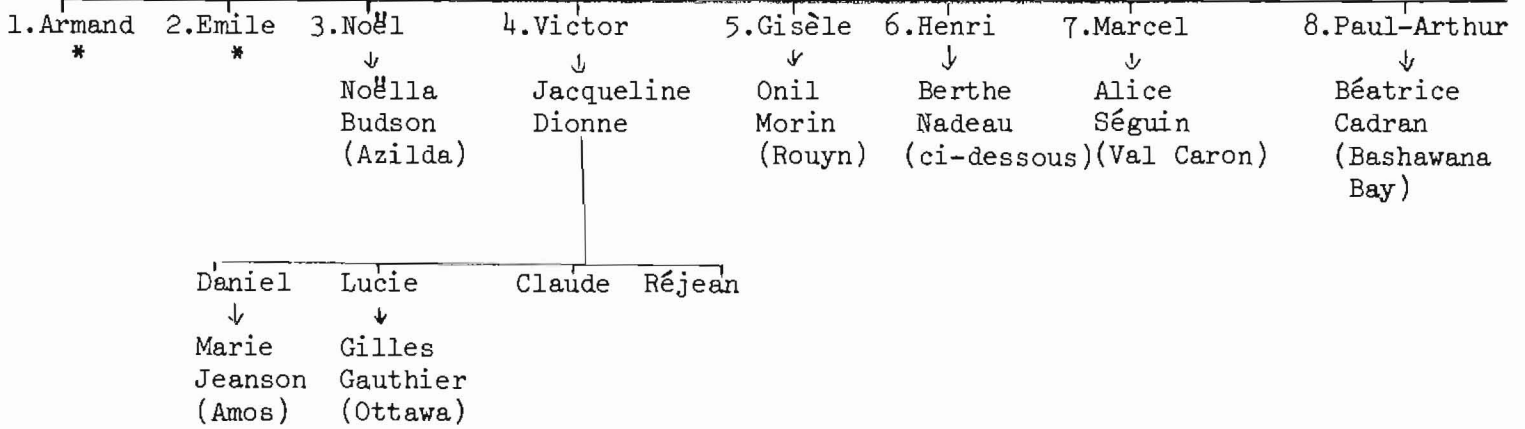 1.Armand 2.Emile 3.Noël 4.Victor 5.Gisèle 6.Henri 7.Marcel 8.Paul-Arthur
* *
Noëlla Jacqueline Onil Berthe Alice Béatrice
Budson Dionne Morin Nadeau Séguin Cadran
(Azilda) (Rouyn) (ci-dessous) (Val Caron) (Bashawana
Bay)
Daniel Lucie Claude Réjean
Marie Gilles
Jeanson Gauthier
(Amos) (Ottawa)